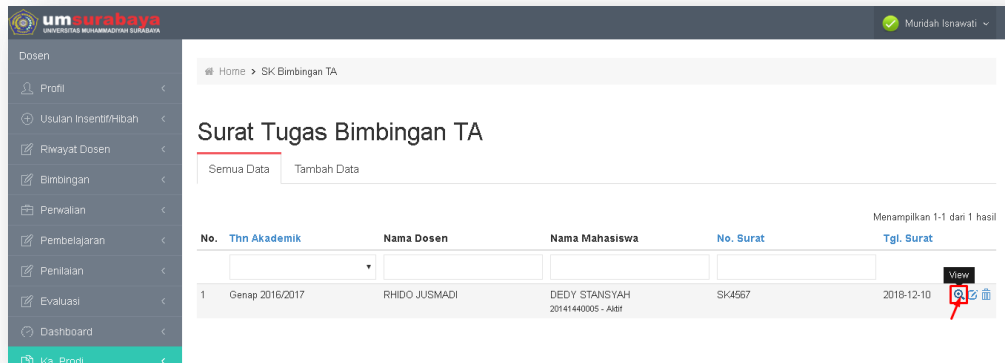 umsurabaya
UNIVERSITAS MUHAMMADIYAH SURABAYA
Muridah Isnawati
Dosen
Home > SK Bimbingan TA
Profil
Usulan Insentif/Hibah
Riwayat Dosen
Bimbingan
Perwalian
Pembelajaran
Penilaian
Evaluasi
Dashboard
Ka. Prodi
Surat Tugas Bimbingan TA
Semua Data Tambah Data
Menampilkan 1-1 dari 1 hasil
No. Thn Akademik Nama Dosen Nama Mahasiswa No. Surat Tgl. Surat
View
1 Genap 2016/2017 RHIDO JUSMADI DEDY STANSYAH SK4567 2018-12-10
20141440005 - Aktif